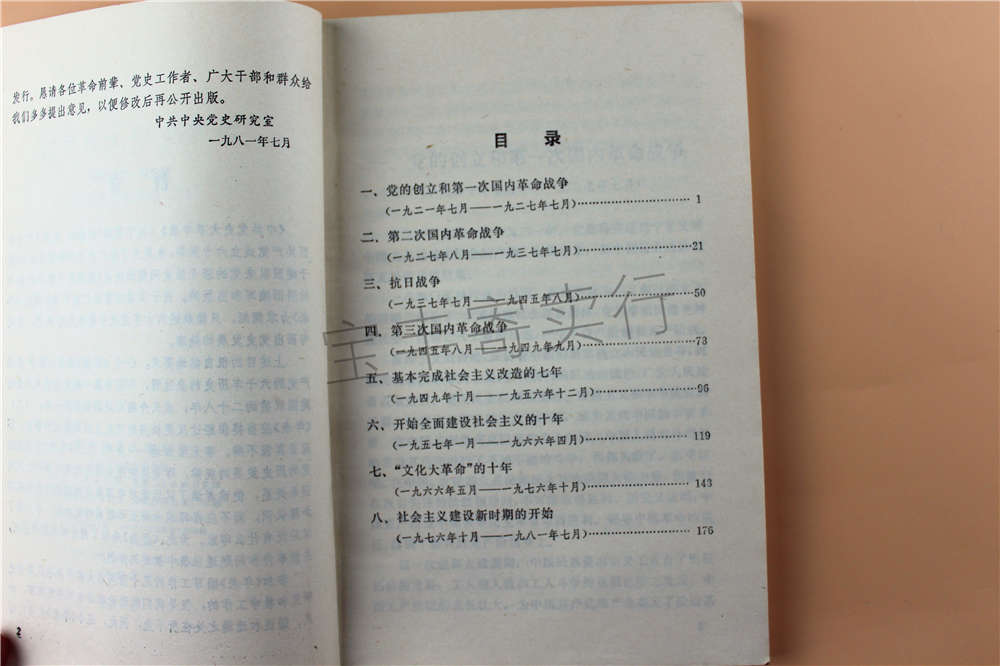 发行。恳请各位革命前辈、党史工作者、广大干部和群众给
我们多多提出意见，以便修改后再公开出版。
中共中央党史研究室
一九八一年七月
2
目 录
一、党的创立和第一次国内革命战争
（一九二一年七月——一九二七年七月）…………………… 1
二、第二次国内革命战争
（一九二七年八月——一九三七年七月）…………………… 21
三、抗日战争
（一九三七年七月——一九四五年八月）…………………… 50
四、第三次国内革命战争
（一九四五年八月——一九四九年九月）…………………… 73
五、基本完成社会主义改造的七年
（一九四九年十月——一九五六年十二月）………………… 96
六、开始全面建设社会主义的十年
（一九五七年一月——一九六六年四月）…………………… 119
七、“文化大革命”的十年
（一九六六年五月——一九七六年十月）…………………… 143
八、社会主义建设新时期的开始
（一九七六年十月——一九八一年七月）…………………… 176
宝丰寄实行